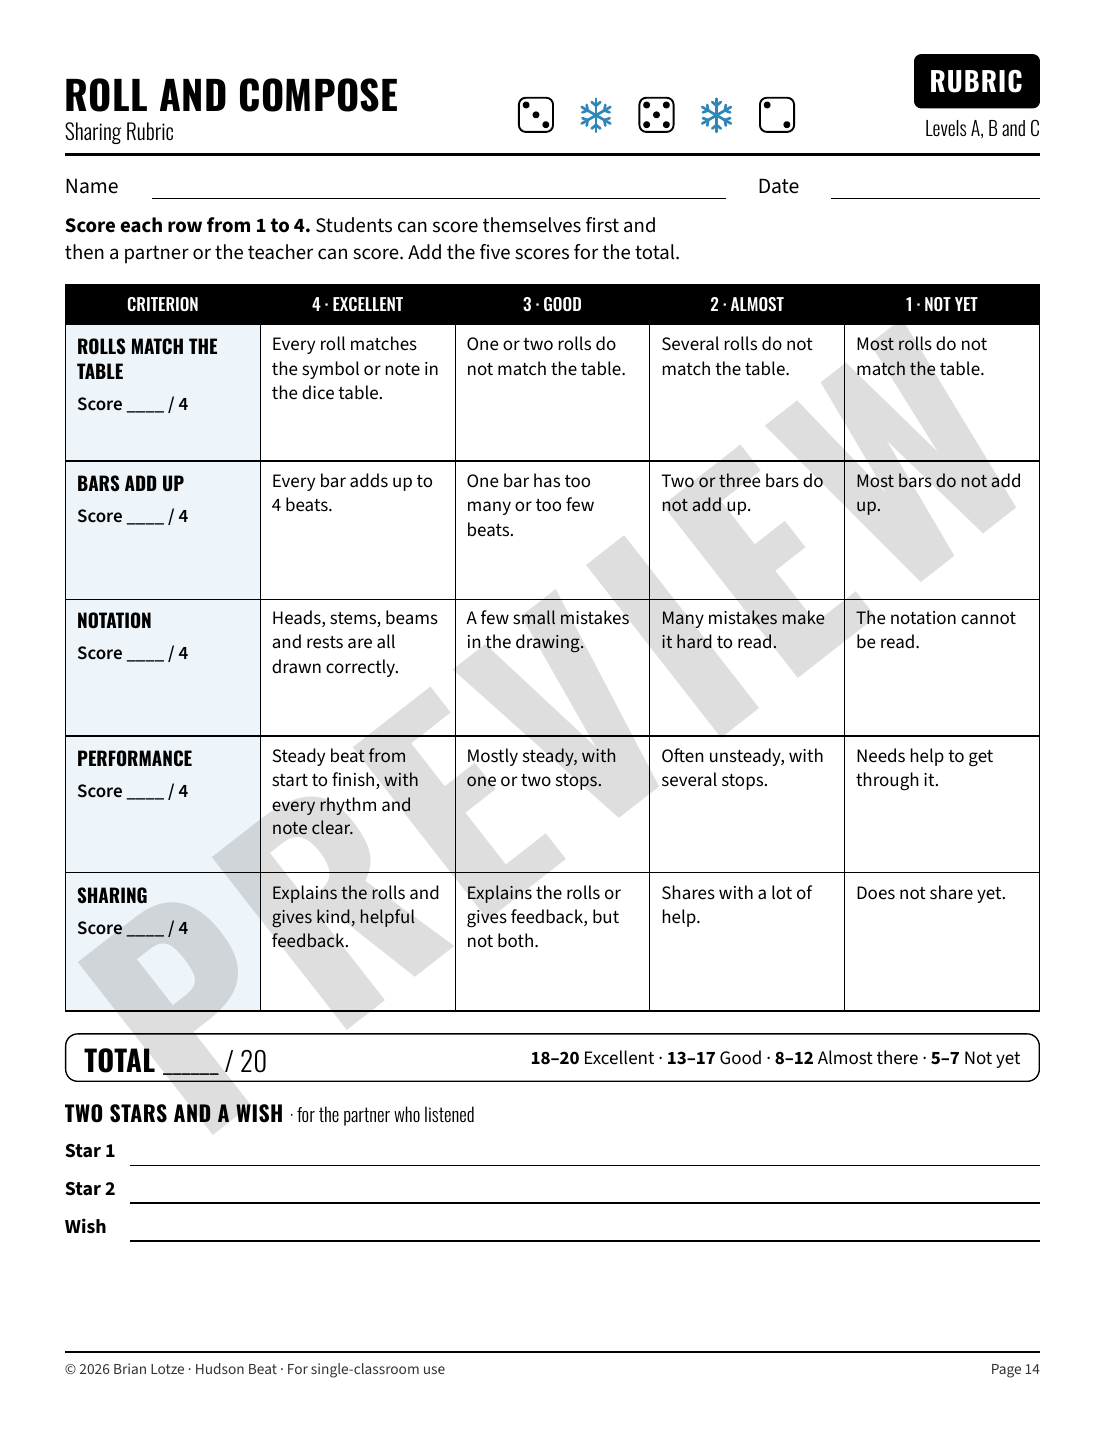 ROLL AND COMPOSE
Sharing Rubric
RUBRIC
Levels A, B and C
Name
Date
Score each row from 1 to 4. Students can score themselves first and
then a partner or the teacher can score. Add the five scores for the total.
CRITERION
4 · EXCELLENT
3 · GOOD
2 · ALMOST
1 · NOT YET
ROLLS MATCH THE
TABLE
Score ____ / 4
Every roll matches
the symbol or note in
the dice table.
One or two rolls do
not match the table.
Several rolls do not
match the table.
Most rolls do not
match the table.
BARS ADD UP
Score ____ / 4
Every bar adds up to
4 beats.
One bar has too
many or too few
beats.
Two or three bars do
not add up.
Most bars do not add
up.
NOTATION
Score ____ / 4
Heads, stems, beams
and rests are all
drawn correctly.
A few small mistakes
in the drawing.
Many mistakes make
it hard to read.
The notation cannot
be read.
PERFORMANCE
Score ____ / 4
Steady beat from
start to finish, with
every rhythm and
note clear.
Mostly steady, with
one or two stops.
Often unsteady, with
several stops.
Needs help to get
through it.
SHARING
Score ____ / 4
Explains the rolls and
gives kind, helpful
feedback.
Explains the rolls or
gives feedback, but
not both.
Shares with a lot of
help.
Does not share yet.
PREVIEW
TOTAL _____ / 20
18–20 Excellent · 13–17 Good · 8–12 Almost there · 5–7 Not yet
TWO STARS AND A WISH · for the partner who listened
Star 1
Star 2
Wish
© 2026 Brian Lotze · Hudson Beat · For single-classroom use
Page 14